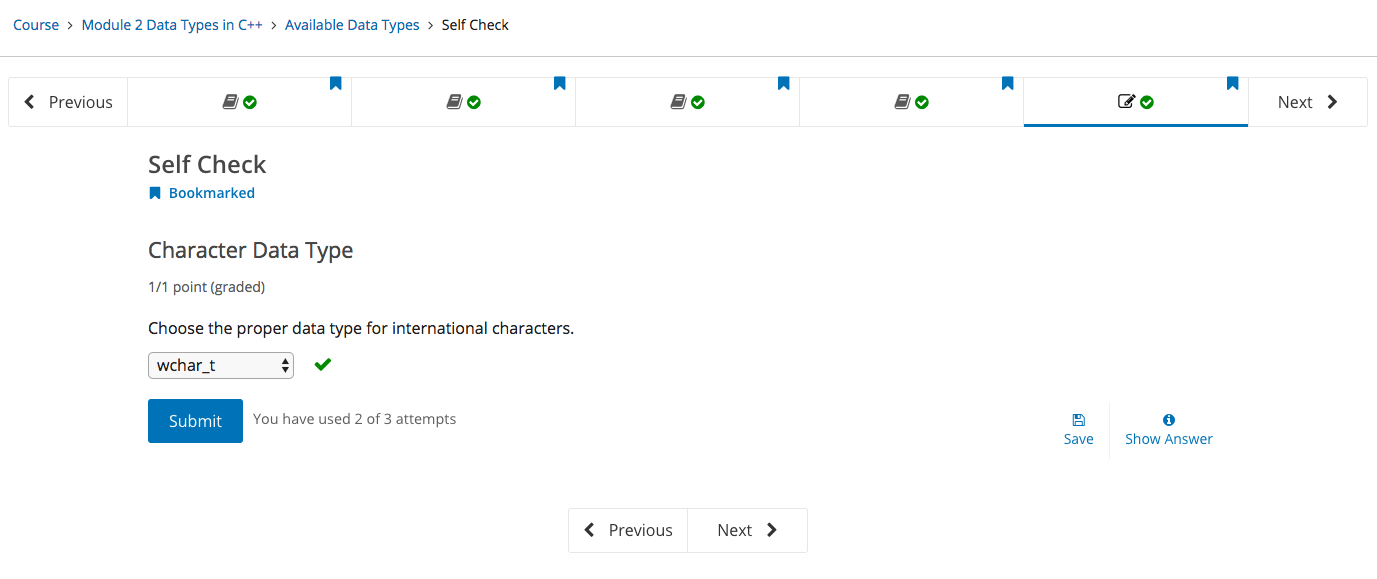 Course > Module 2 Data Types in C++ > Available Data Types > Self Check
Previous
Next
Self Check
Bookmarked
Character Data Type
1/1 point (graded)
Choose the proper data type for international characters.
wchar_t
Submit You have used 2 of 3 attempts
Save Show Answer
Previous Next